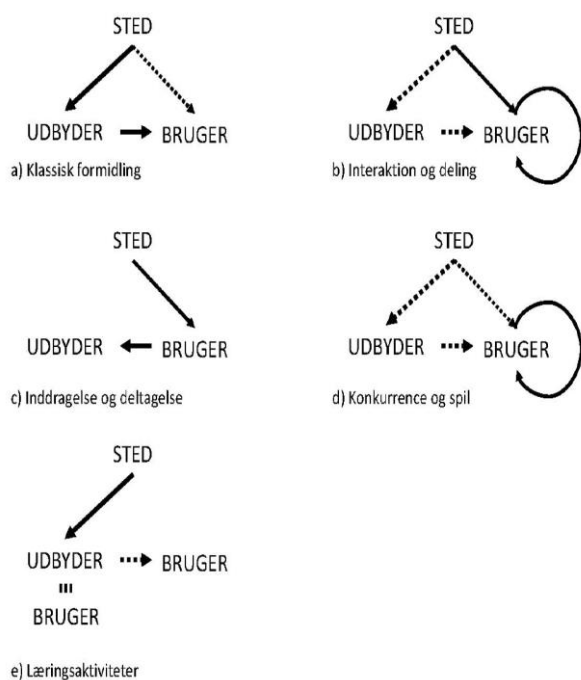 STED
UDBYDER BRUGER
a) Klassisk formidling
STED
UDBYDER BRUGER
b) Interaktion og deling
STED
UDBYDER BRUGER
c) Inddragelse og deltagelse
STED
UDBYDER BRUGER
d) Konkurrence og spil
STED
UDBYDER BRUGER
BRUGER
e) Læringsaktiviteter